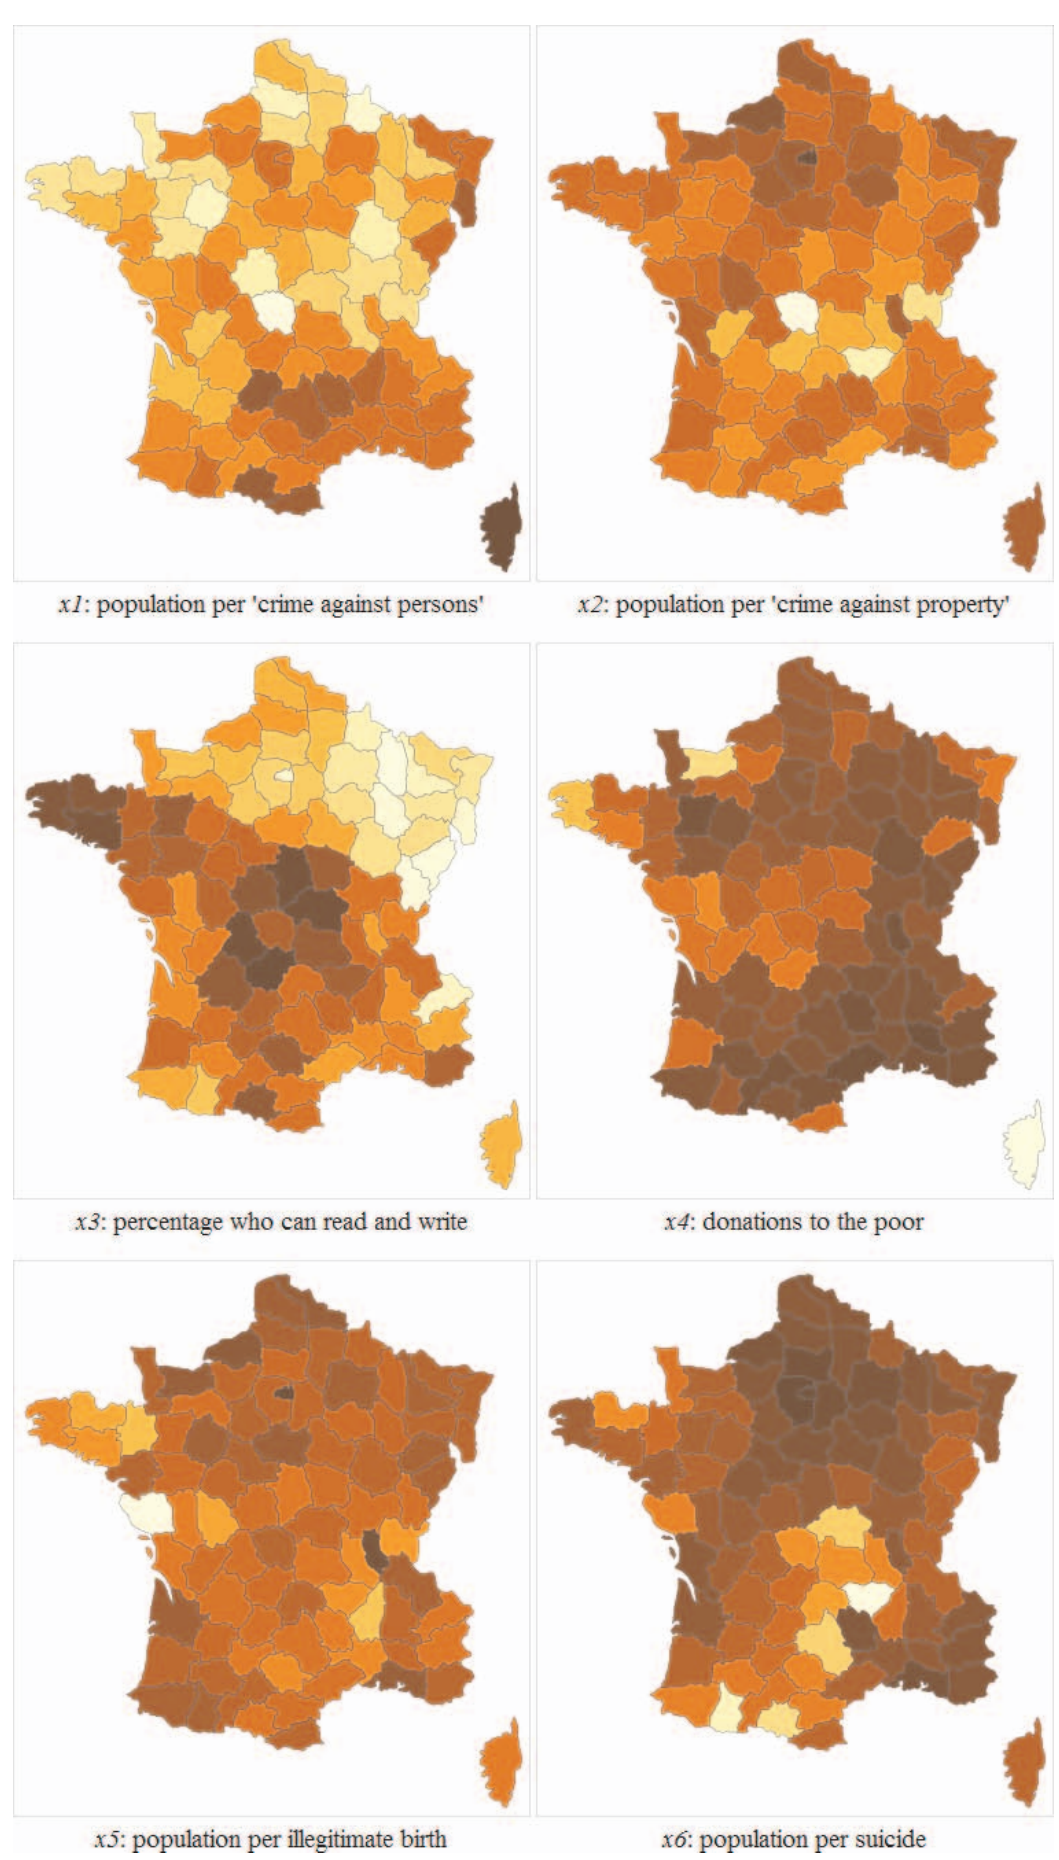 x1: population per 'crime against persons'
x2: population per 'crime against property'
x3: percentage who can read and write
x4: donations to the poor
x5: population per illegitimate birth
x6: population per suicide